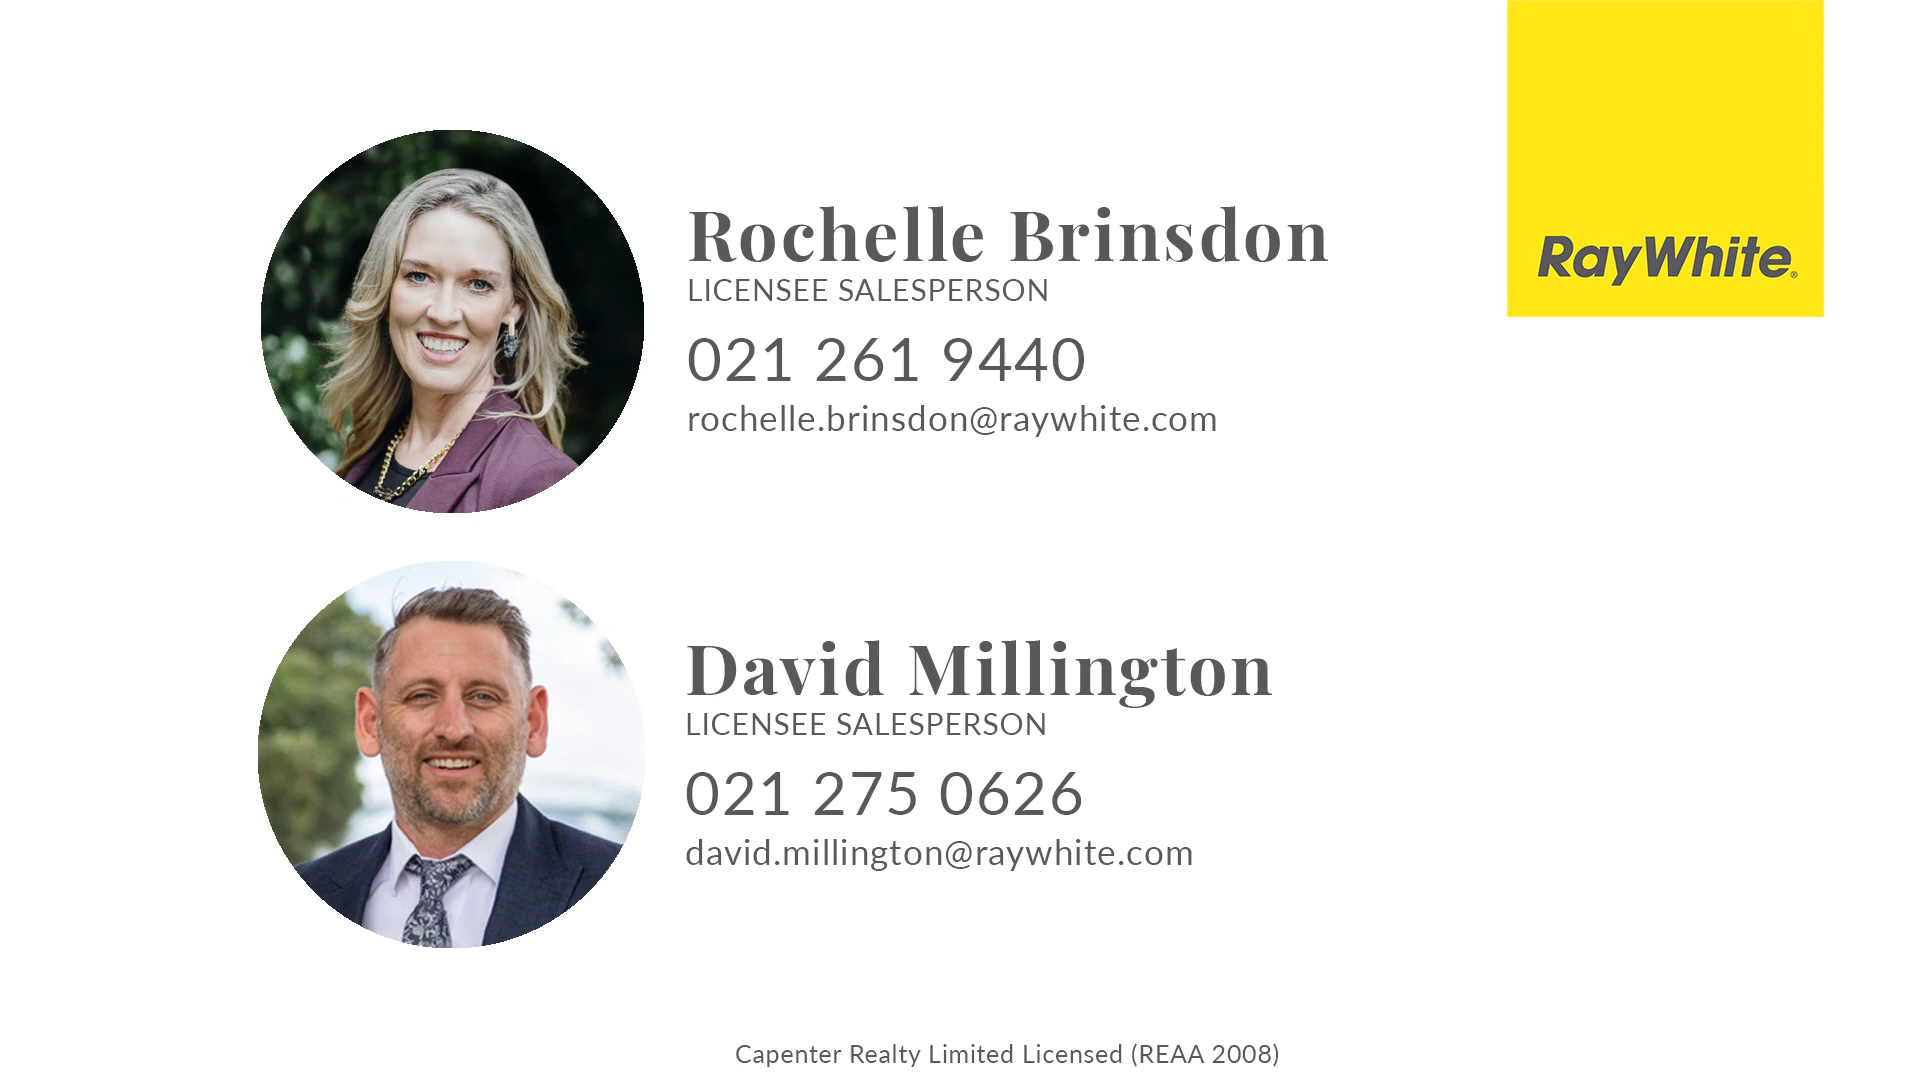 Rochelle Brinsdon
LICENSEE SALESPERSON
021 261 9440
rochelle.brinsdon@raywhite.com
RayWhite®
David Millington
LICENSEE SALESPERSON
021 275 0626
david.millington@raywhite.com
Capenter Realty Limited Licensed (REAA 2008)